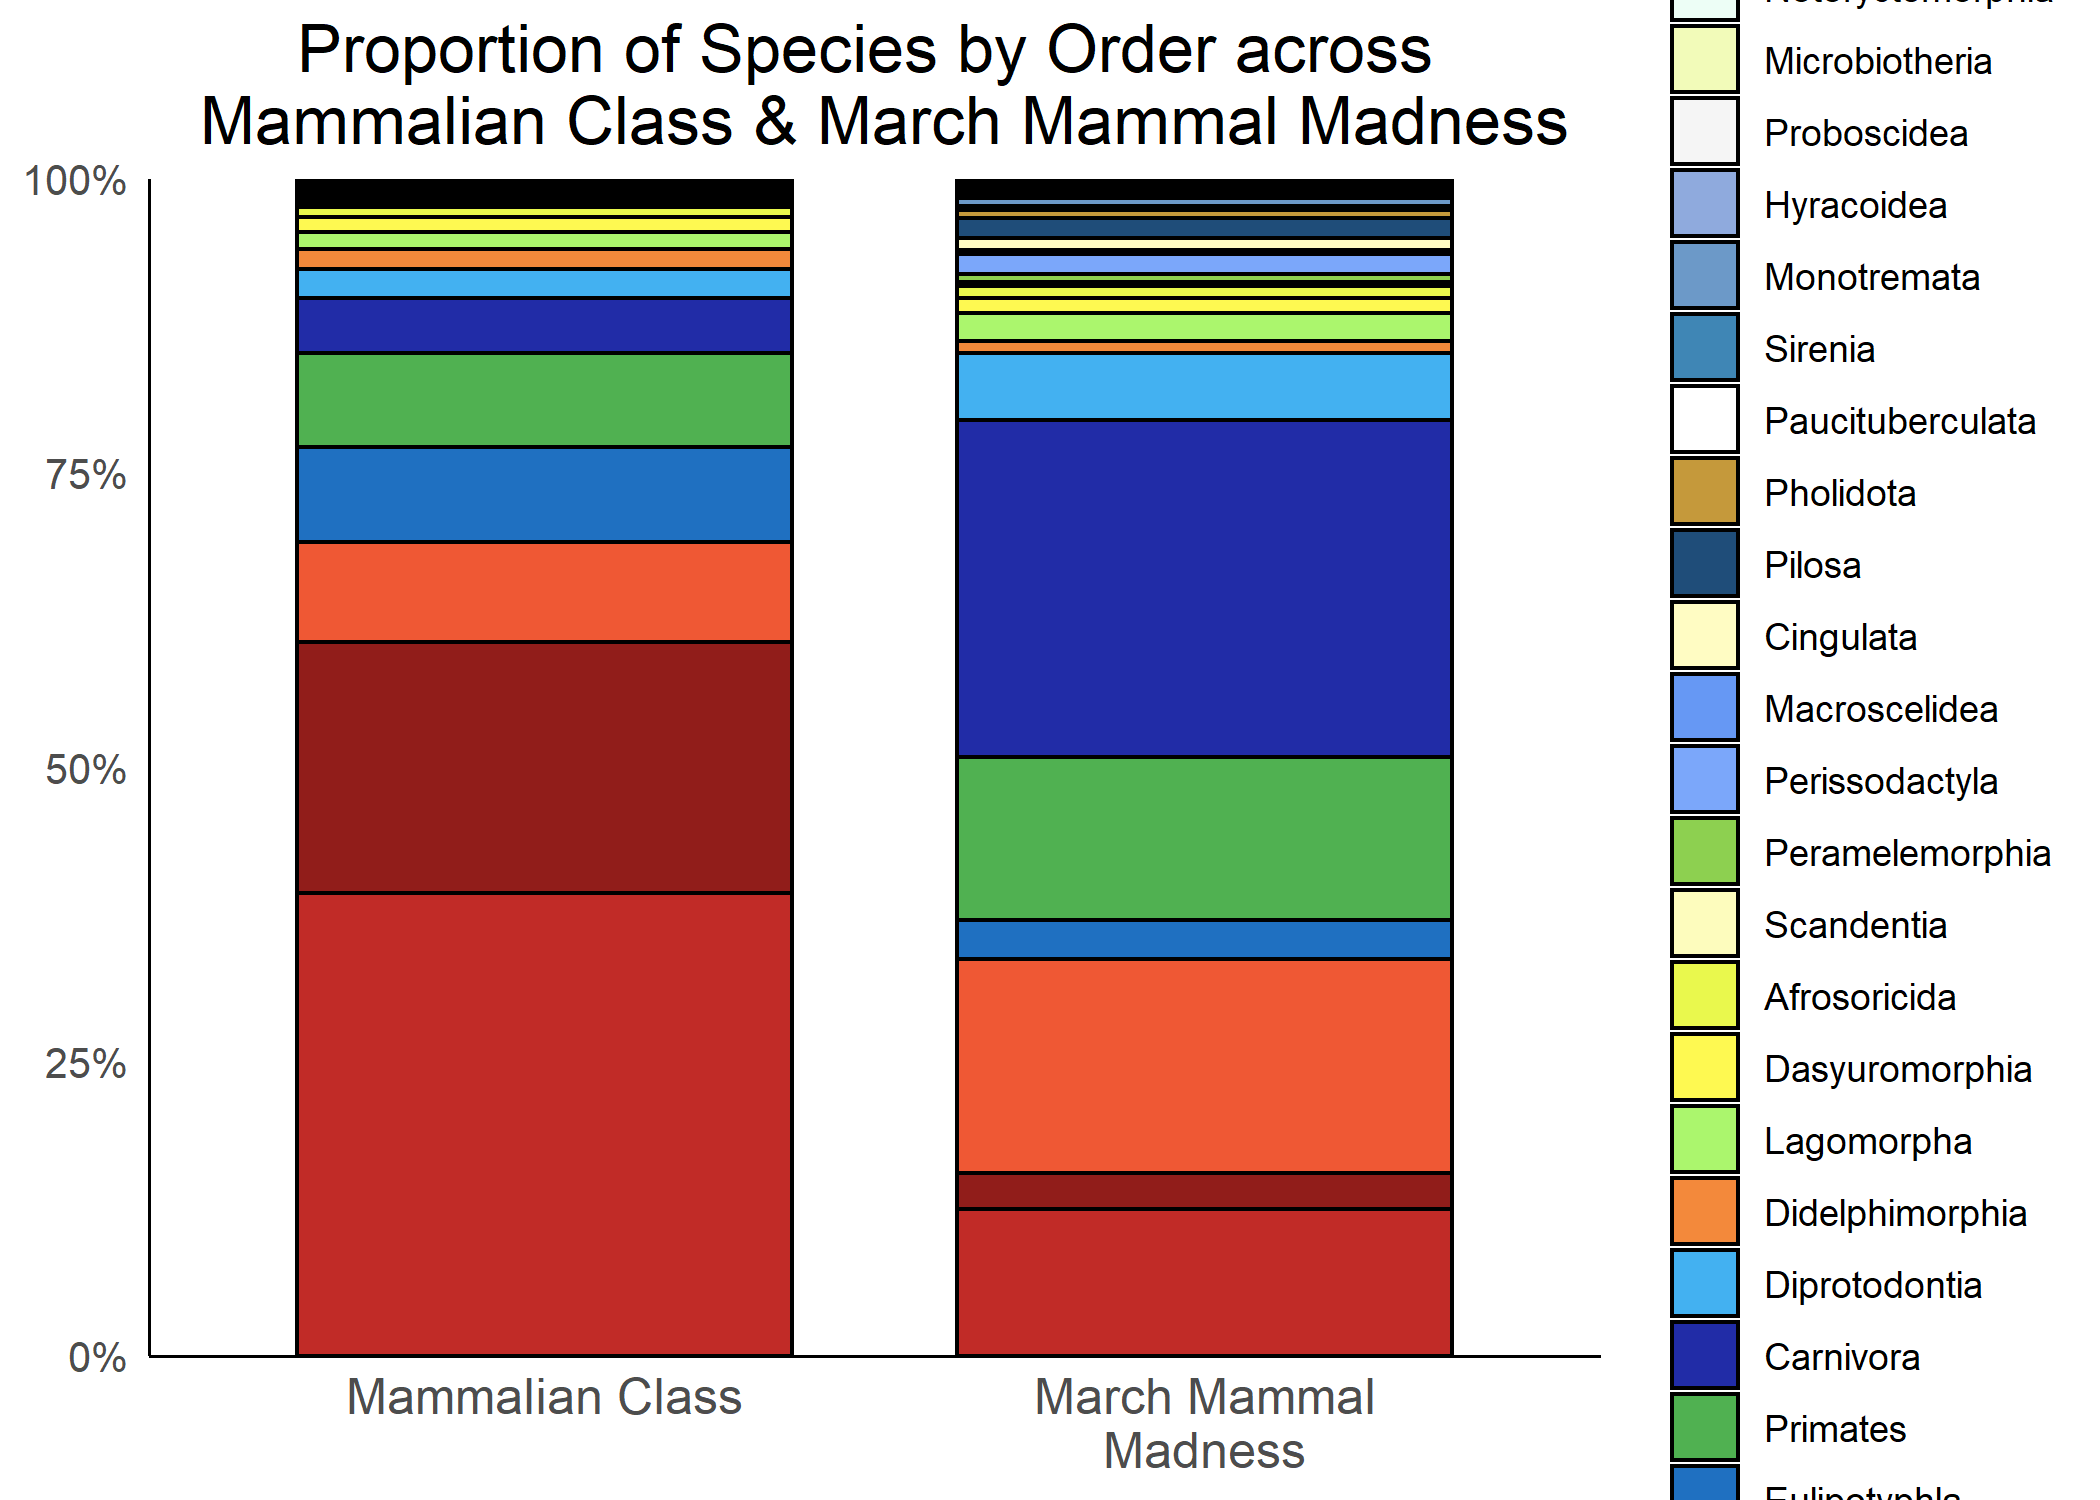 Proportion of Species by Order across
Mammalian Class & March Mammal Madness
100%
75%
50%
25%
0%
Mammalian Class
March Mammal
Madness
Microbiotheria
Proboscidea
Hyracoidea
Monotremata
Sirenia
Paucituberculata
Pholidota
Pilosa
Cingulata
Macroscelidea
Perissodactyla
Peramelemorphia
Scandentia
Afrosoricida
Dasyuromorphia
Lagomorpha
Didelphimorphia
Diprotodontia
Carnivora
Primates